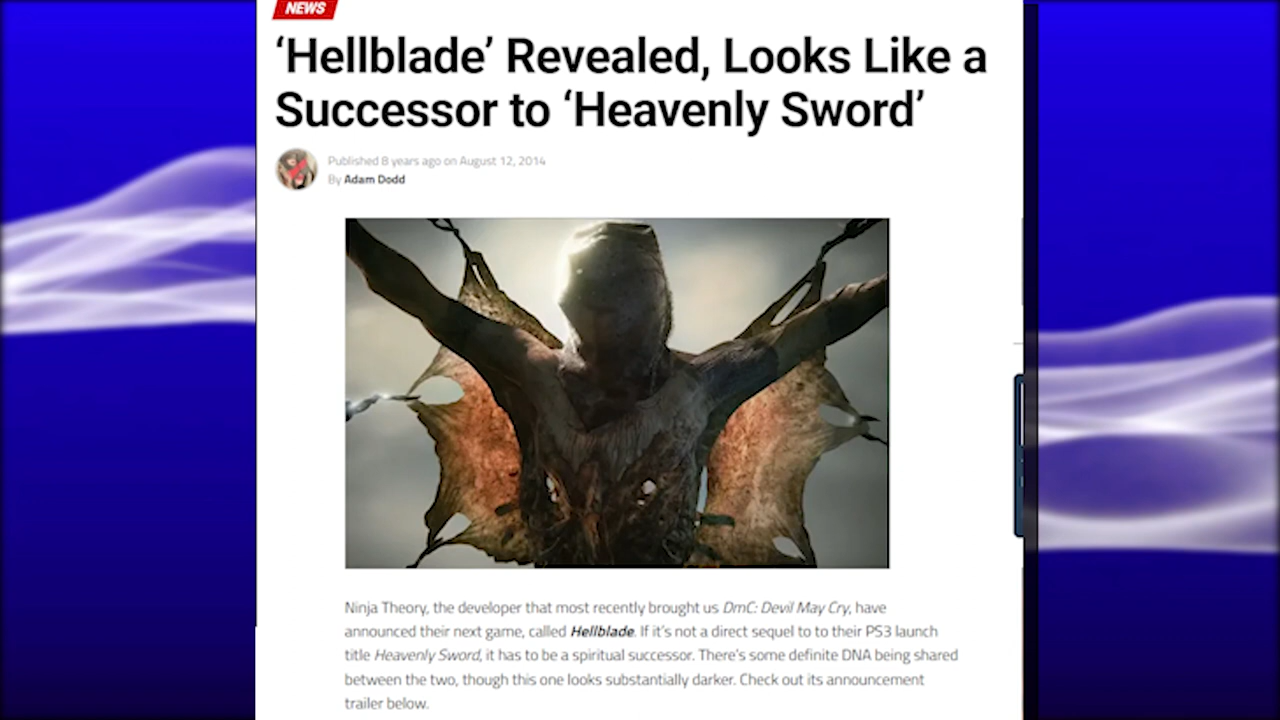 NEWS
‘Hellblade’ Revealed, Looks Like a
Successor to ‘Heavenly Sword’
Published 8 years ago on August 12, 2014
By Adam Dodd
Ninja Theory, the developer that most recently brought us DmC: Devil May Cry, have
announced their next game, called Hellblade. If it’s not a direct sequel to to their PS3 launch
title Heavenly Sword, it has to be a spiritual successor. There’s some definite DNA being shared
between the two, though this one looks substantially darker. Check out its announcement
trailer below.